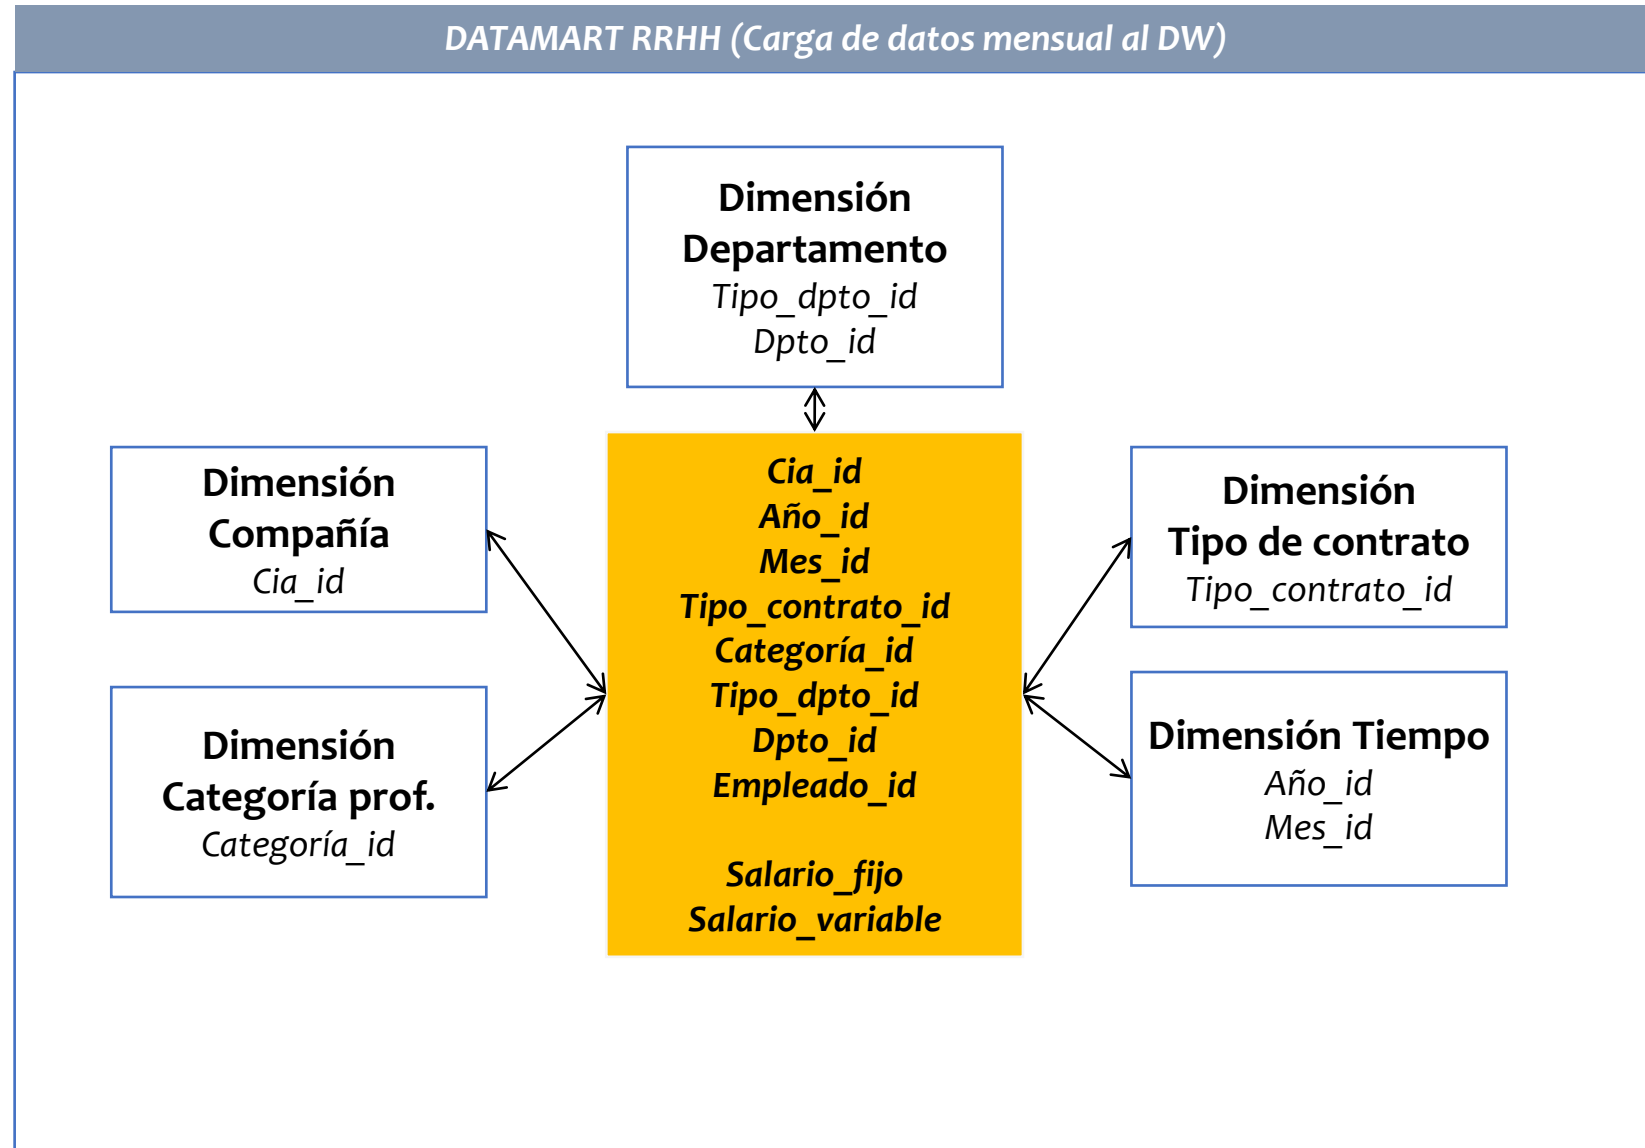 DATAMART RRHH (Carga de datos mensual al DW)
Dimensión
Departamento
Tipo_dpto_id
Dpto_id
Dimensión
Compañía
Cia_id
Dimensión
Categoría prof.
Categoría_id
Cia_id
Año_id
Mes_id
Tipo_contrato_id
Categoría_id
Tipo_dpto_id
Dpto_id
Empleado_id
Salario_fijo
Salario_variable
Dimensión
Tipo de contrato
Tipo_contrato_id
Dimensión Tiempo
Año_id
Mes_id